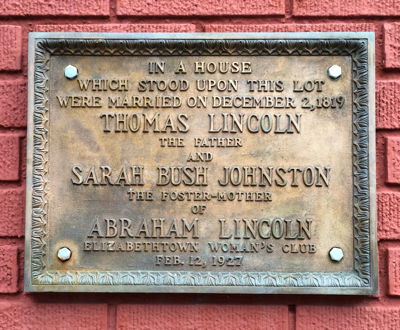 IN A HOUSE
WHICH STOOD UPON THIS LOT
WERE MARRIED ON DECEMBER 2, 1819
THOMAS LINCOLN
THE FATHER
AND
SARAH BUSH JOHNSTON
THE FOSTER-MOTHER
OF
ABRAHAM LINCOLN
ELIZABETHTOWN WOMAN'S CLUB
FEB. 12, 1927